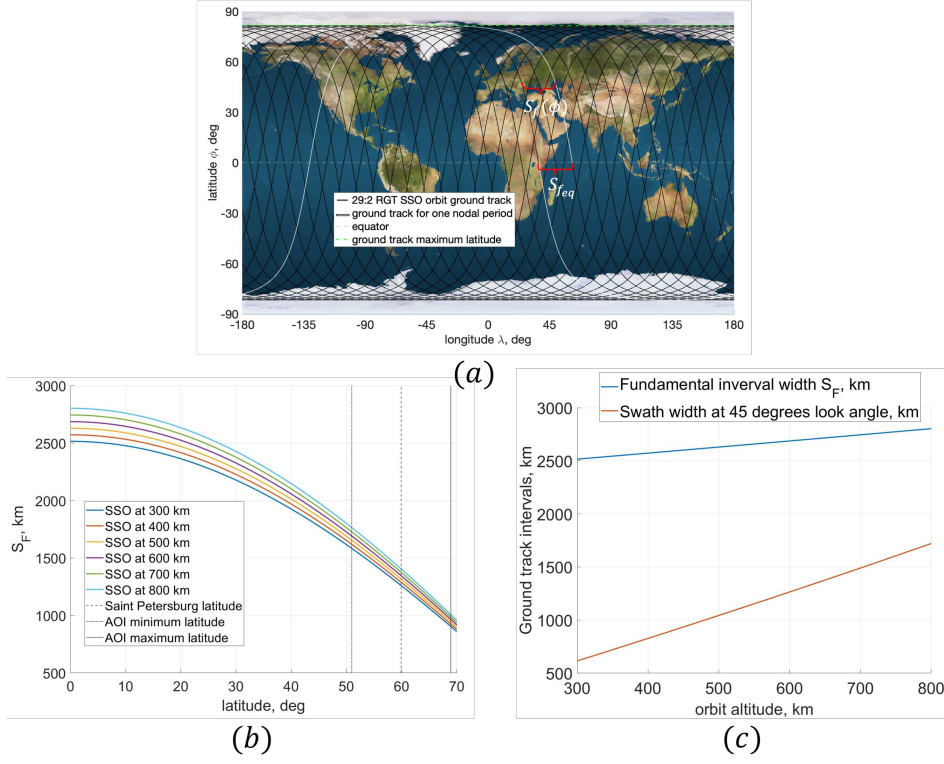 90
60
30
0
-30
-60
-90
latitude ϕ, deg
S_f(ϕ)
S_{feq}
29:2 RGT SSO orbit ground track
ground track for one nodal period
equator
ground track maximum latitude
-180 -135 -90 -45 0 45 90 135 180
longitude λ, deg
(a)
3000
2500
2000
1500
1000
500
S_F, km
SSO at 300 km
SSO at 400 km
SSO at 500 km
SSO at 600 km
SSO at 700 km
SSO at 800 km
Saint Petersburg latitude
AOI minimum latitude
AOI maximum latitude
0 10 20 30 40 50 60 70
latitude, deg
(b)
Fundamental inverval width S_F, km
Swath width at 45 degrees look angle, km
3000
2500
2000
1500
1000
500
Ground track intervals, km
300 400 500 600 700 800
orbit altitude, km
(c)